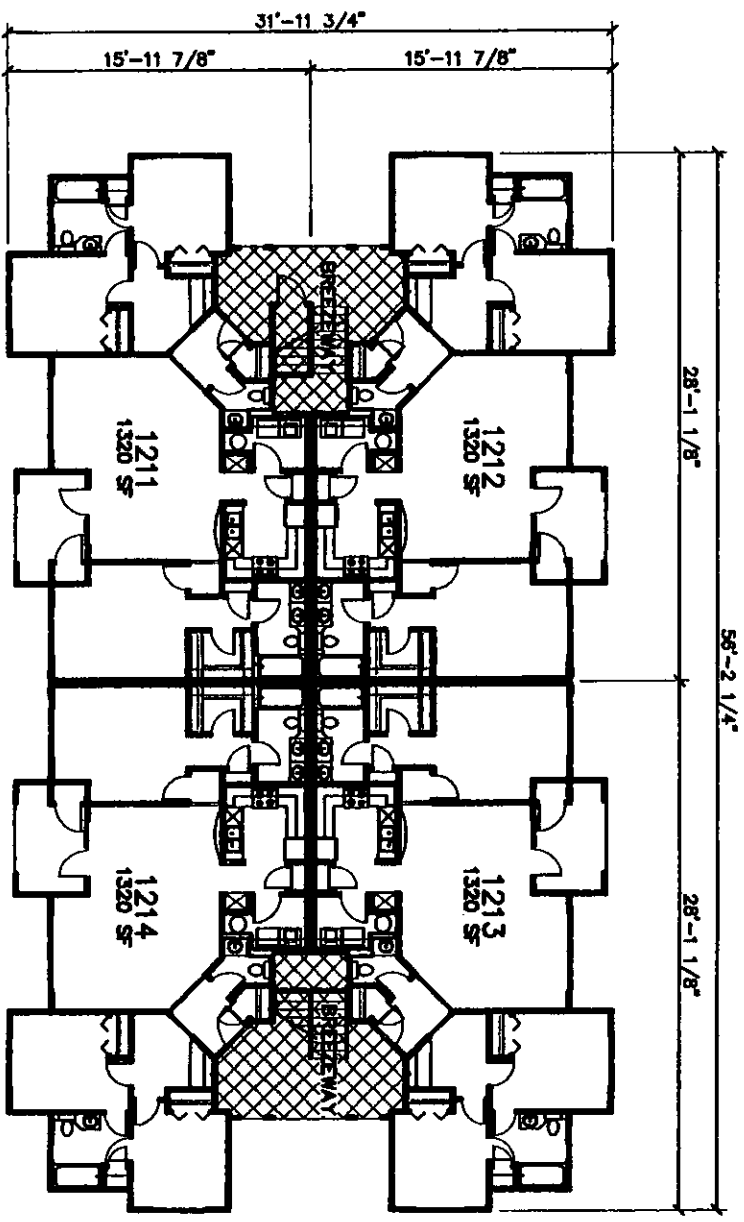 31'-11 3/4"
15'-11 7/8"
15'-11 7/8"
56'-2 1/4"
28'-1 1/8"
28'-1 1/8"
BREEZEWAY
1211
1320 SF
1212
1320 SF
1214
1320 SF
1213
1320 SF
BREEZEWAY